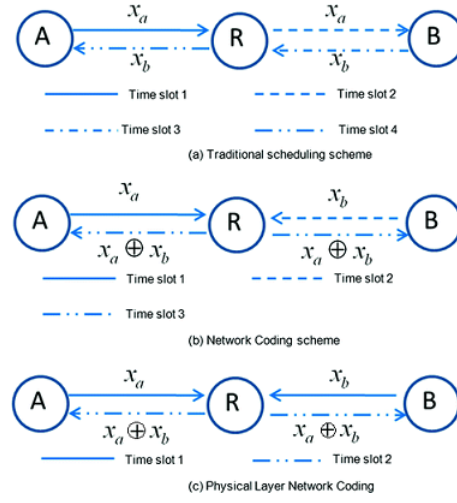 x_a x_a
A R B
x_b x_b
Time slot 1 Time slot 2
Time slot 3 Time slot 4
(a) Traditional scheduling scheme
x_a x_b
A R B
x_a ⊕ x_b x_a ⊕ x_b
Time slot 1 Time slot 2
Time slot 3
(b) Network Coding scheme
x_a x_b
A R B
x_a ⊕ x_b x_a ⊕ x_b
Time slot 1 Time slot 2
(c) Physical Layer Network Coding